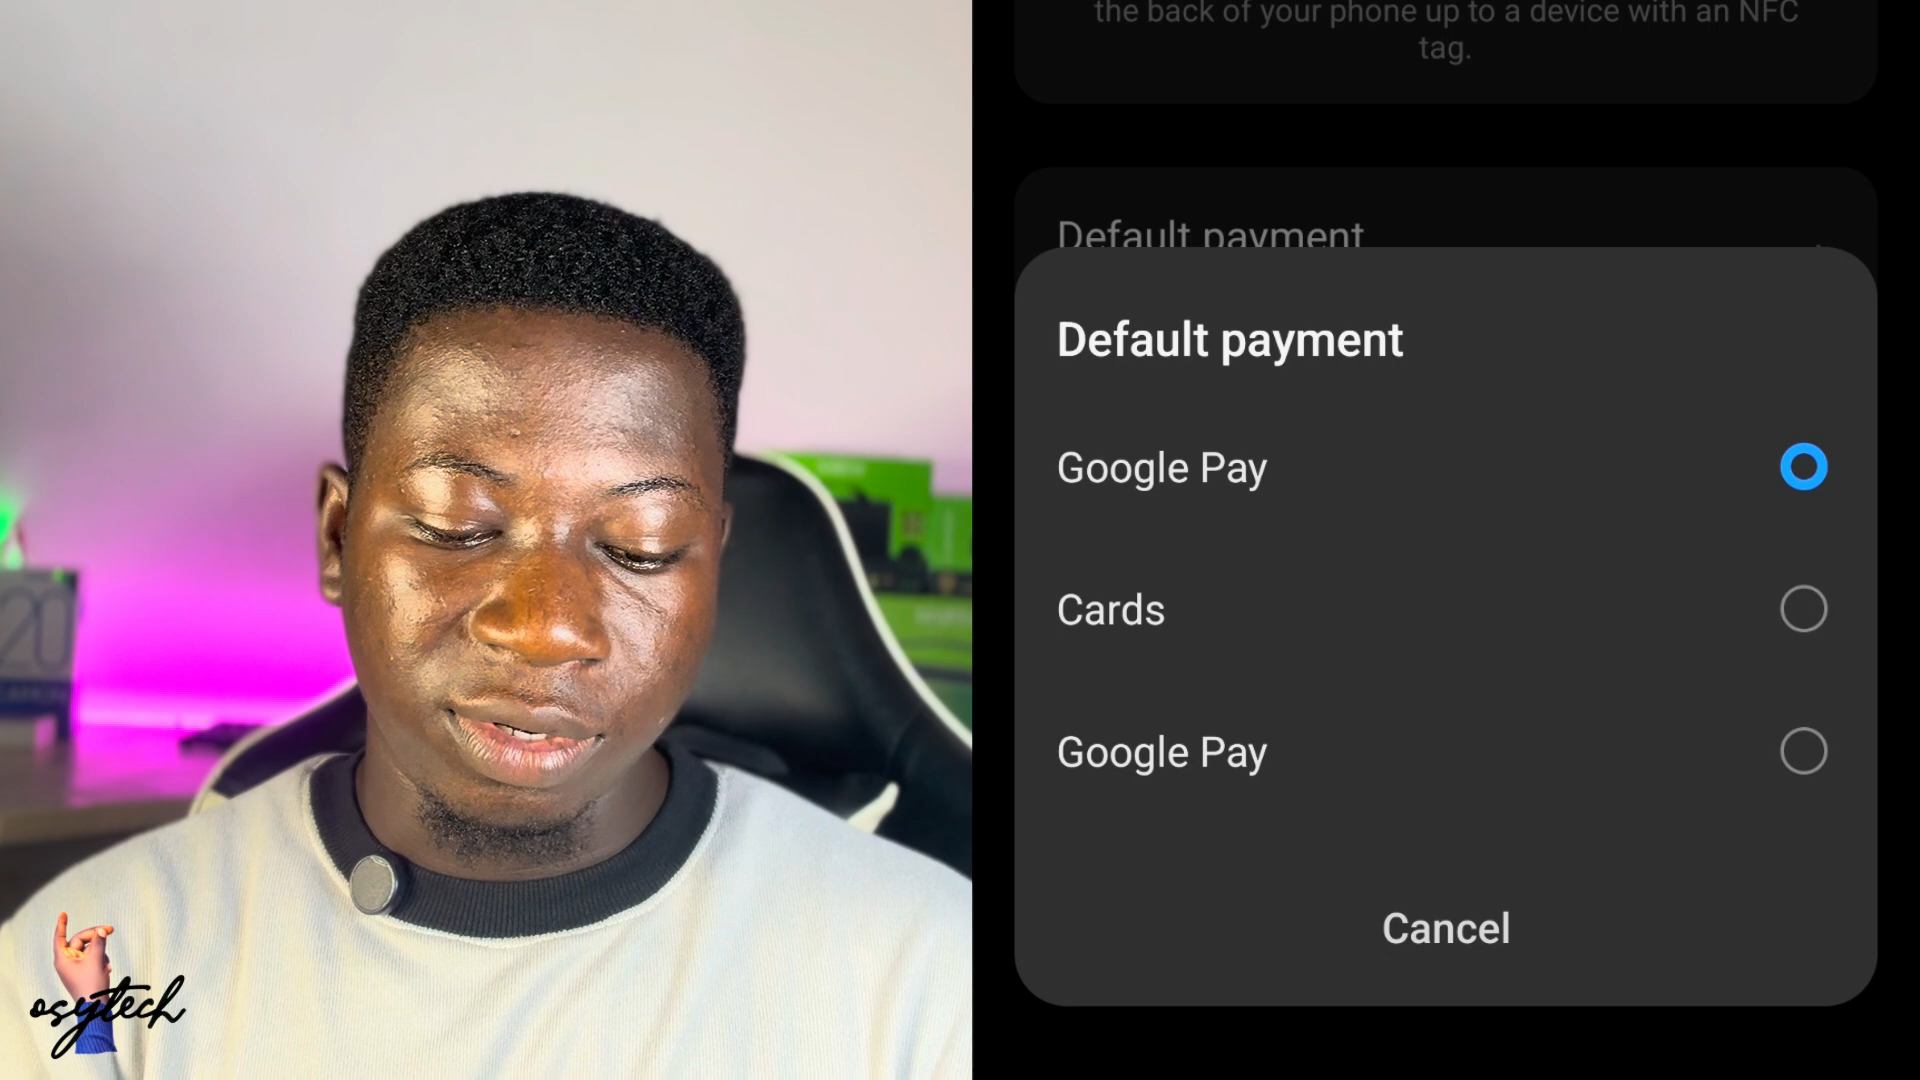 the back of your phone up to a device with an NFC
tag.
Default payment
Default payment
Google Pay
Cards
Google Pay
Cancel
20
osytech